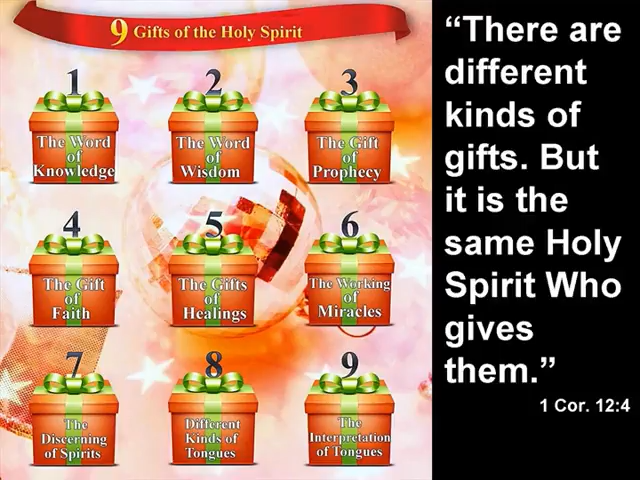 9 Gifts of the Holy Spirit
1
The Word
of
Knowledge
2
The Word
of
Wisdom
3
The Gift
of
Prophecy
4
The Gift
of
Faith
5
The Gifts
of
Healings
6
The Working
of
Miracles
7
The
Discerning
of Spirits
8
Different
Kinds of
Tongues
9
The
Interpretation
of Tongues
“There are
different
kinds of
gifts. But
it is the
same Holy
Spirit Who
gives
them.”
1 Cor. 12:4